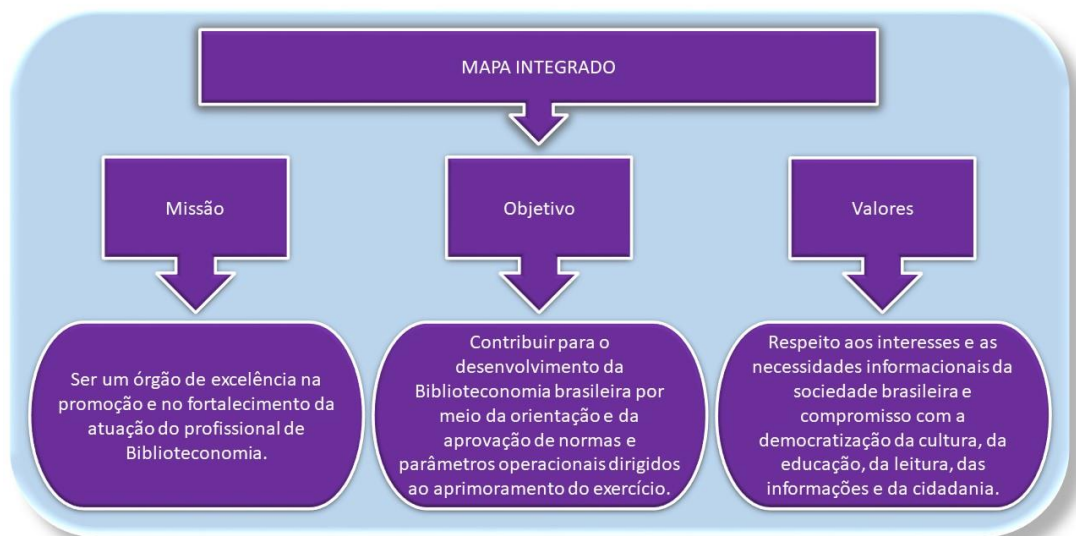 MAPA INTEGRADO
Missão
Objetivo
Valores
Ser um órgão de excelência na
promoção e no fortalecimento da
atuação do profissional de
Biblioteconomia.
Contribuir para o
desenvolvimento da
Biblioteconomia brasileira por
meio da orientação e da
aprovação de normas e
parâmetros operacionais dirigidos
ao aprimoramento do exercício.
Respeito aos interesses e as
necessidades informacionais da
sociedade brasileira e
compromisso com a
democratização da cultura, da
educação, da leitura, das
informações e da cidadania.